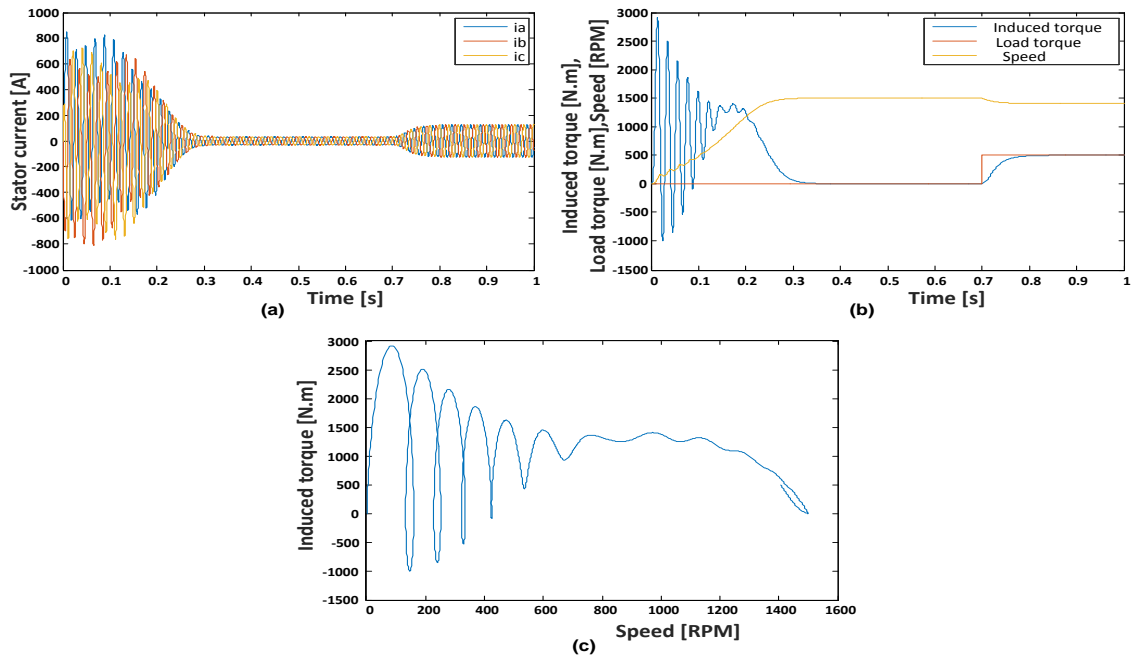 1000
800
600
400
200
0
-200
-400
-600
-800
-1000
Stator current [A]
ia
ib
ic
0 0.1 0.2 0.3 0.4 0.5 0.6 0.7 0.8 0.9 1
Time [s]
(a)
3000
2500
2000
1500
1000
500
0
-500
-1000
-1500
Induced torque [N.m],
Load torque [N.m],Speed [RPM]
Induced torque
Load torque
Speed
0 0.1 0.2 0.3 0.4 0.5 0.6 0.7 0.8 0.9 1
Time [s]
(b)
3000
2500
2000
1500
1000
500
0
-500
-1000
-1500
Induced torque [N.m]
0 200 400 600 800 1000 1200 1400 1600
Speed [RPM]
(c)